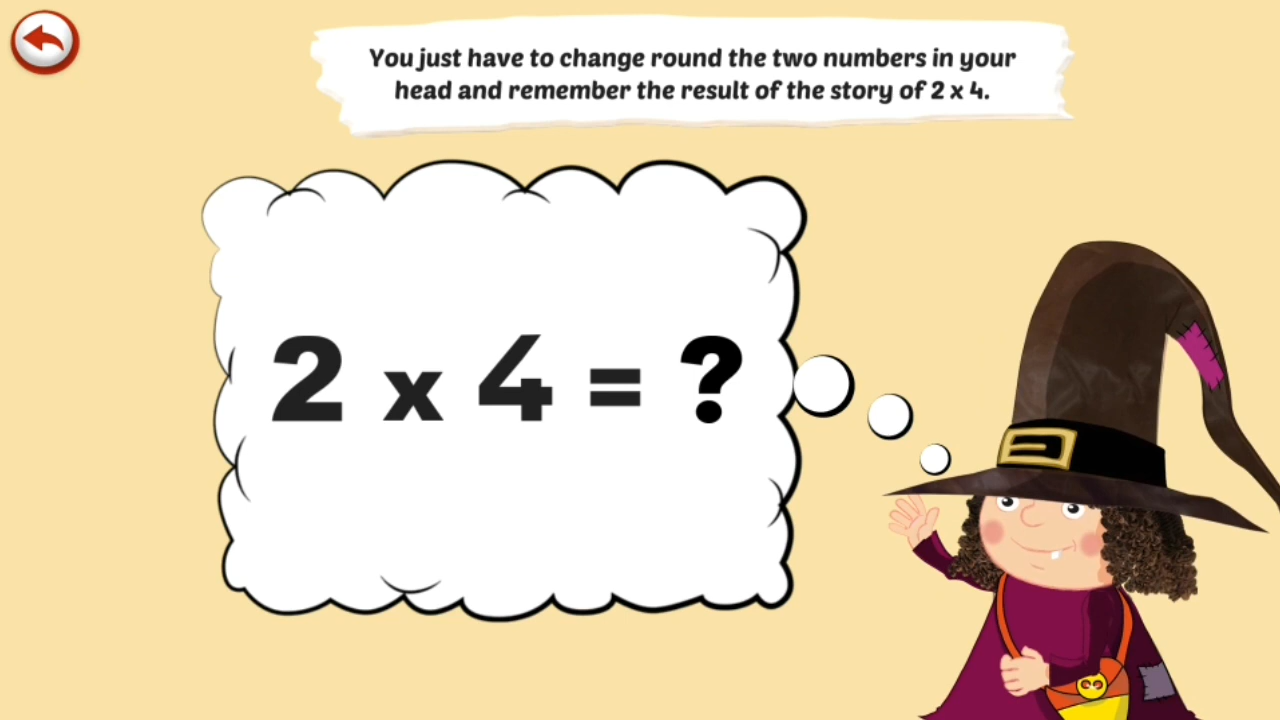 You just have to change round the two numbers in your
head and remember the result of the story of 2 x 4.
2 x 4 = ?